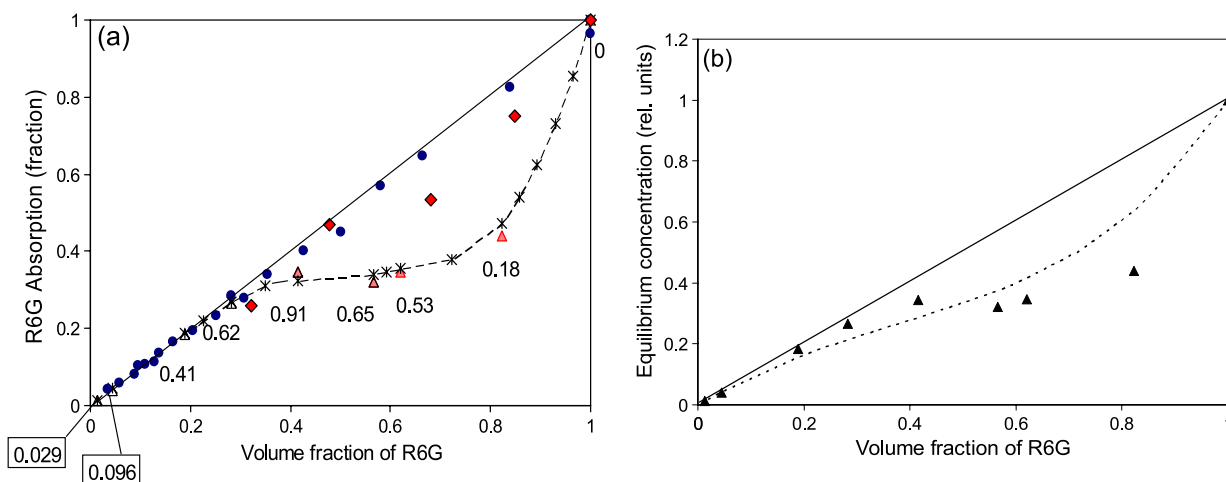 (a)
R6G Absorption (fraction)
1
0.8
0.6
0.4
0.2
0
0
0.18
0.53
0.65
0.91
0.62
0.41
0 0.2 0.4 0.6 0.8 1
Volume fraction of R6G
0.029
0.096
(b)
Equilibrium concentration (rel. units)
1.2
1
0.8
0.6
0.4
0.2
0
0 0.2 0.4 0.6 0.8
Volume fraction of R6G